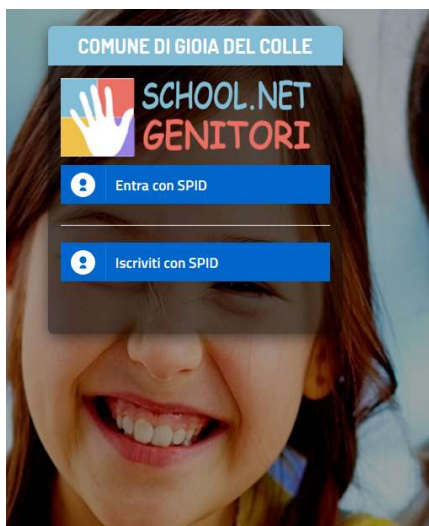 COMUNE DI GIOIA DEL COLLE
SCHOOL.NET
GENITORI
Entra con SPID
Iscriviti con SPID